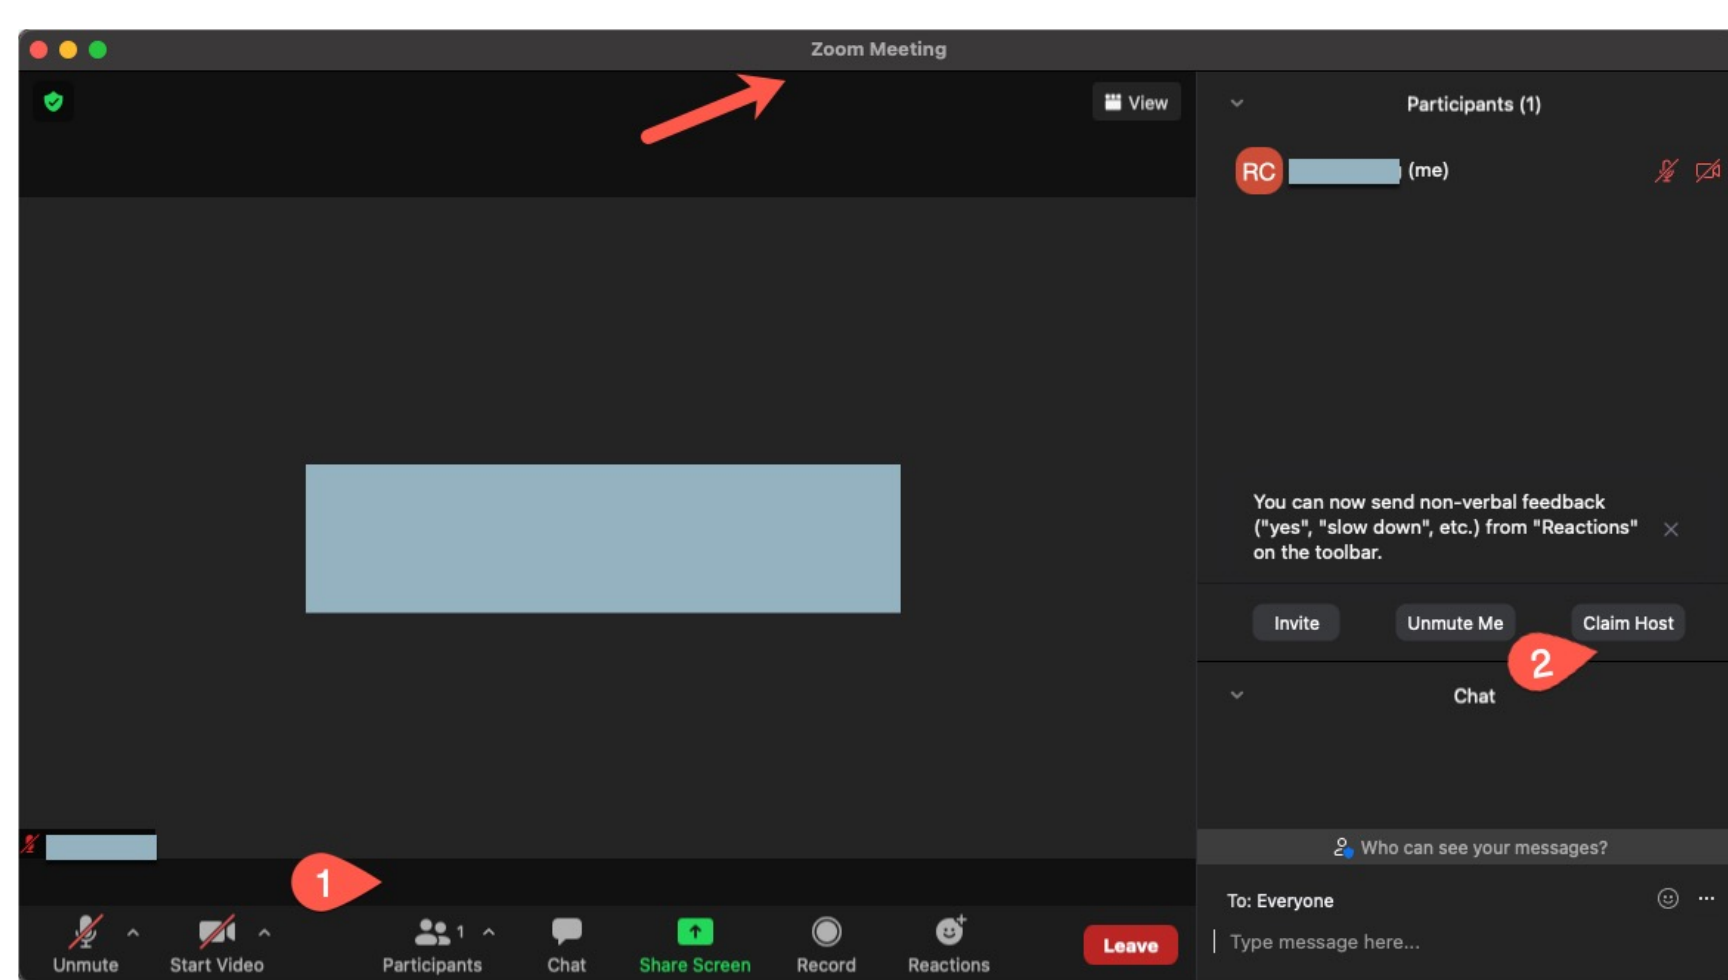 Zoom Meeting
View
Participants (1)
RC (me)
You can now send non-verbal feedback
("yes", "slow down", etc.) from "Reactions"
on the toolbar.
Invite Unmute Me Claim Host
2
Chat
Who can see your messages?
To: Everyone
Type message here...
1
1
Unmute Start Video Participants Chat Share Screen Record Reactions Leave